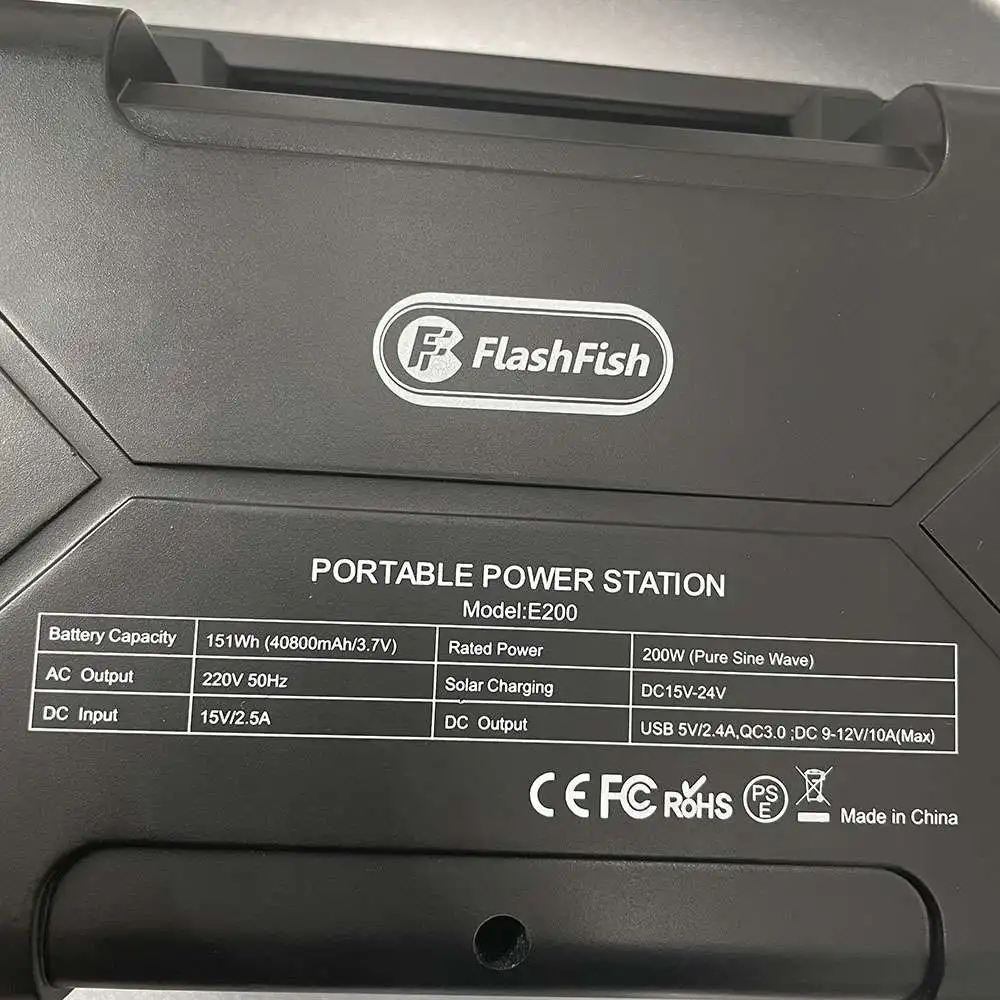 FlashFish
PORTABLE POWER STATION
Model:E200
Battery Capacity 151Wh (40800mAh/3.7V) Rated Power 200W (Pure Sine Wave)
AC Output 220V 50Hz Solar Charging DC15V-24V
DC Input 15V/2.5A DC Output USB 5V/2.4A,QC3.0 ;DC 9-12V/10A(Max)
CE FC RoHS PSE Made in China